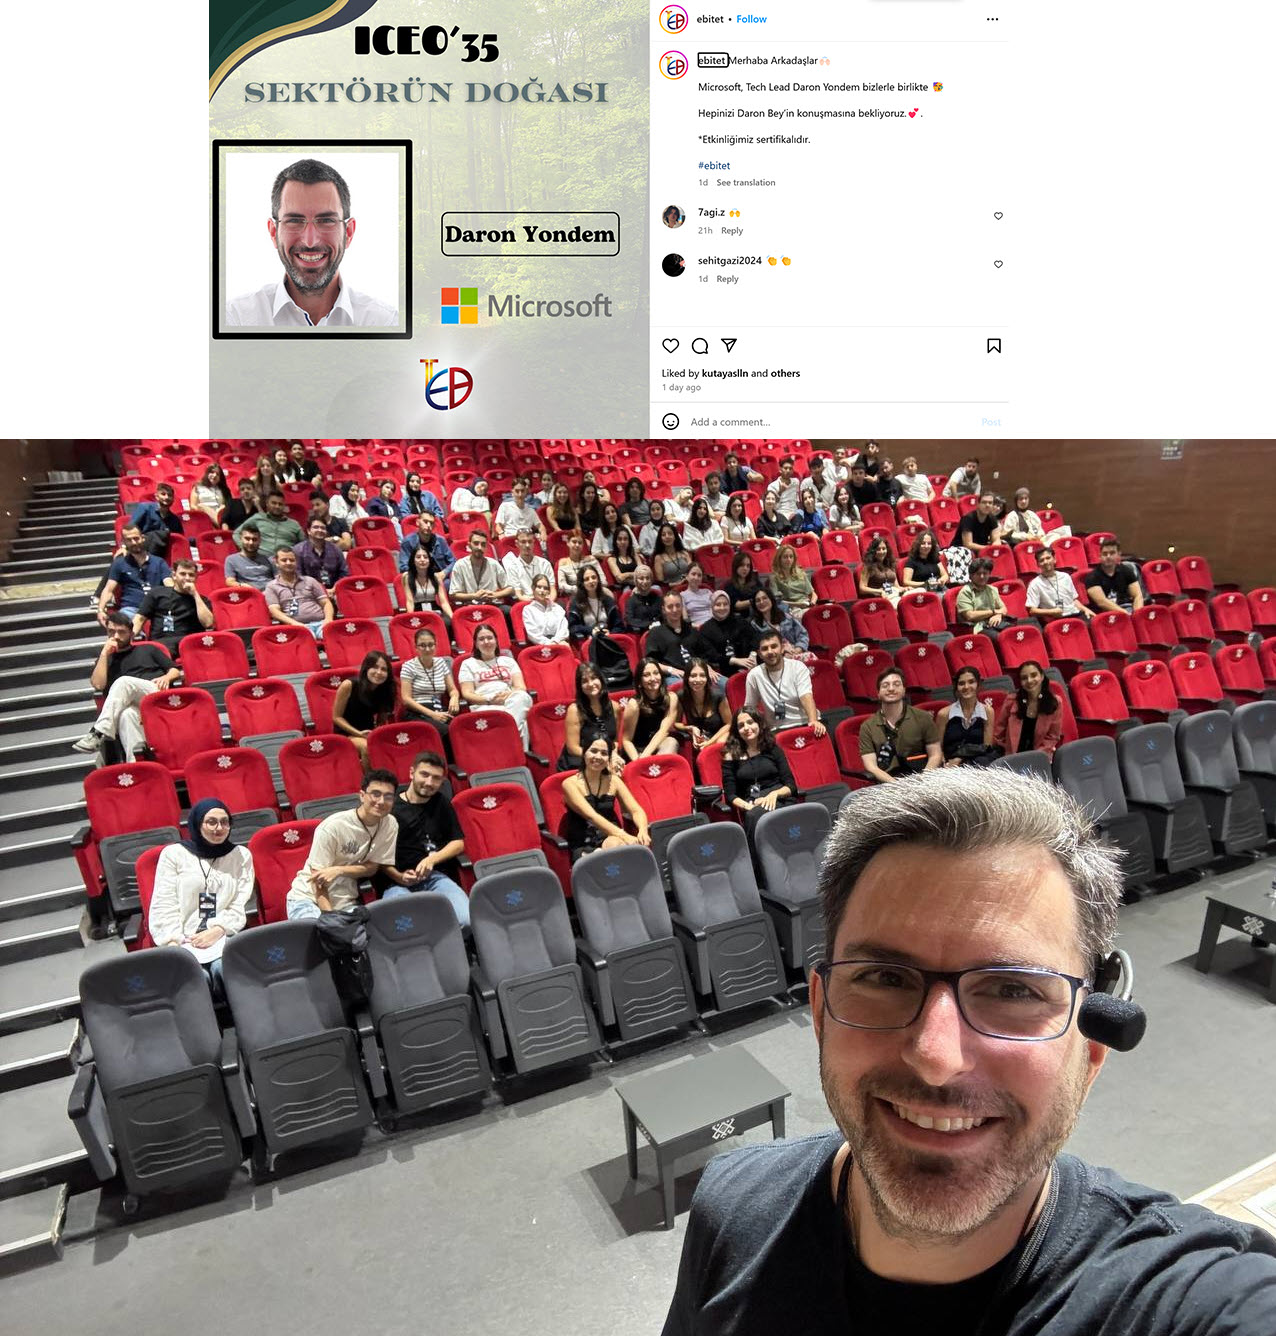 ICEO'35
SEKTÖRÜN DOĞASI
Daron Yondem
Microsoft
ebitet • Follow
ebitet Merhaba Arkadaşlar🙌🏻
Microsoft, Tech Lead Daron Yondem bizlerle birlikte 🥳
Hepinizi Daron Bey'in konuşmasına bekliyoruz.💕.
*Etkinliğimiz sertifikalıdır.
#ebitet
1d See translation
7agi.z 🙌
21h Reply
sehitgazi2024 👏👏
1d Reply
Liked by kutayaslln and others
1 day ago
Add a comment...
Post